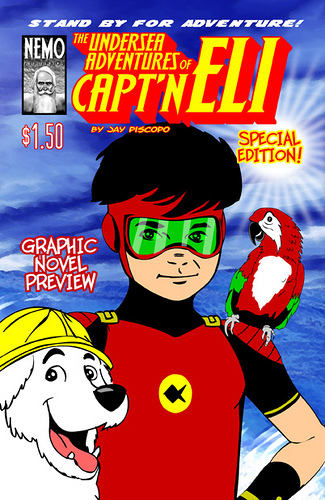 STAND BY FOR ADVENTURE!
NEMO
THE UNDERSEA
ADVENTURES OF
CAPT'N ELI
$1.50
BY JAY PISCOPO
SPECIAL
EDITION!
GRAPHIC
NOVEL
PREVIEW